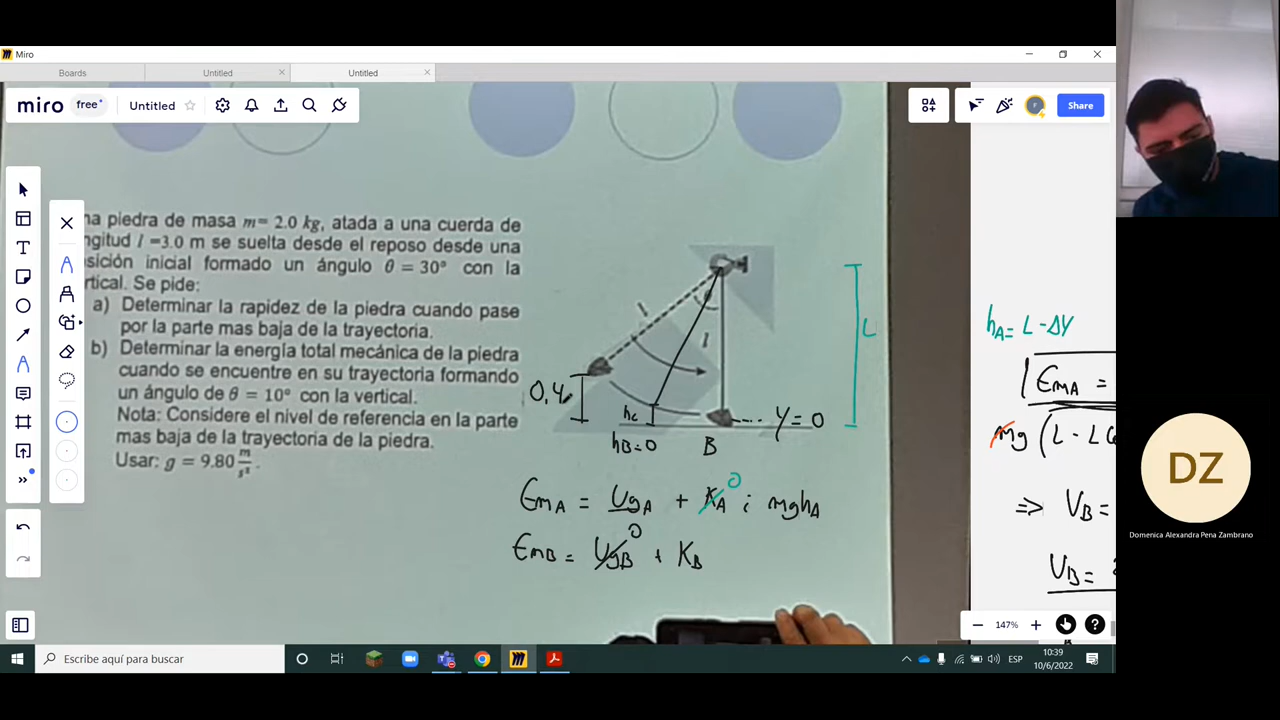 Miro
Boards
Untitled
Untitled
miro
free
Untitled
Share
na piedra de masa m= 2.0 kg, atada a una cuerda de
ngitud l =3.0 m se suelta desde el reposo desde una
sición inicial formado un ángulo θ = 30° con la
rtical. Se pide:
a) Determinar la rapidez de la piedra cuando pase
por la parte mas baja de la trayectoria.
b) Determinar la energía total mecánica de la piedra
cuando se encuentre en su trayectoria formando
un ángulo de θ = 10° con la vertical.
Nota: Considere el nivel de referencia en la parte
mas baja de la trayectoria de la piedra.
Usar: g = 9.80 m/s².
l
l
L
0,4
hc
hB=0
B
Y=0
EmA = UgA + KA 0 ; mghA
EmB = UgB 0 + KB
hA= L - ΔY
EmA =
mg (L - L
=> VB =
VB =
DZ
Domenica Alexandra Pena Zambrano
147%
Escribe aquí para buscar
ESP
10:39
10/6/2022